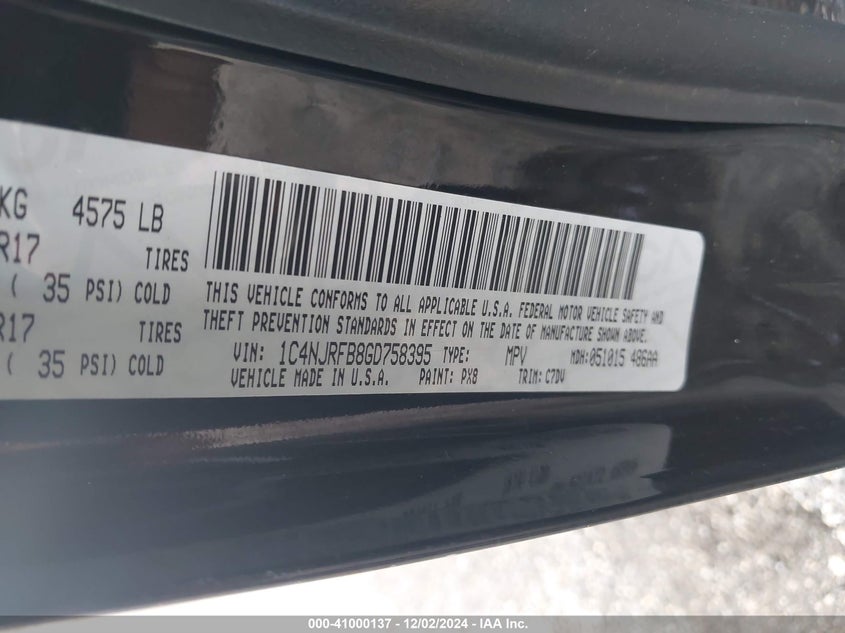 KG 4575 LB
R17 TIRES
( 35 PSI) COLD
R17 TIRES
( 35 PSI) COLD
THIS VEHICLE CONFORMS TO ALL APPLICABLE U.S.A. FEDERAL MOTOR VEHICLE SAFETY AND
THEFT PREVENTION STANDARDS IN EFFECT ON THE DATE OF MANUFACTURE SHOWN ABOVE.
VIN: 1C4NJRFB8GD758395 TYPE: MPV MDH:051015 486AA
VEHICLE MADE IN U.S.A. PAINT: PX8 TRIM: C7DV
000-41000137 - 12/02/2024 - IAA Inc.